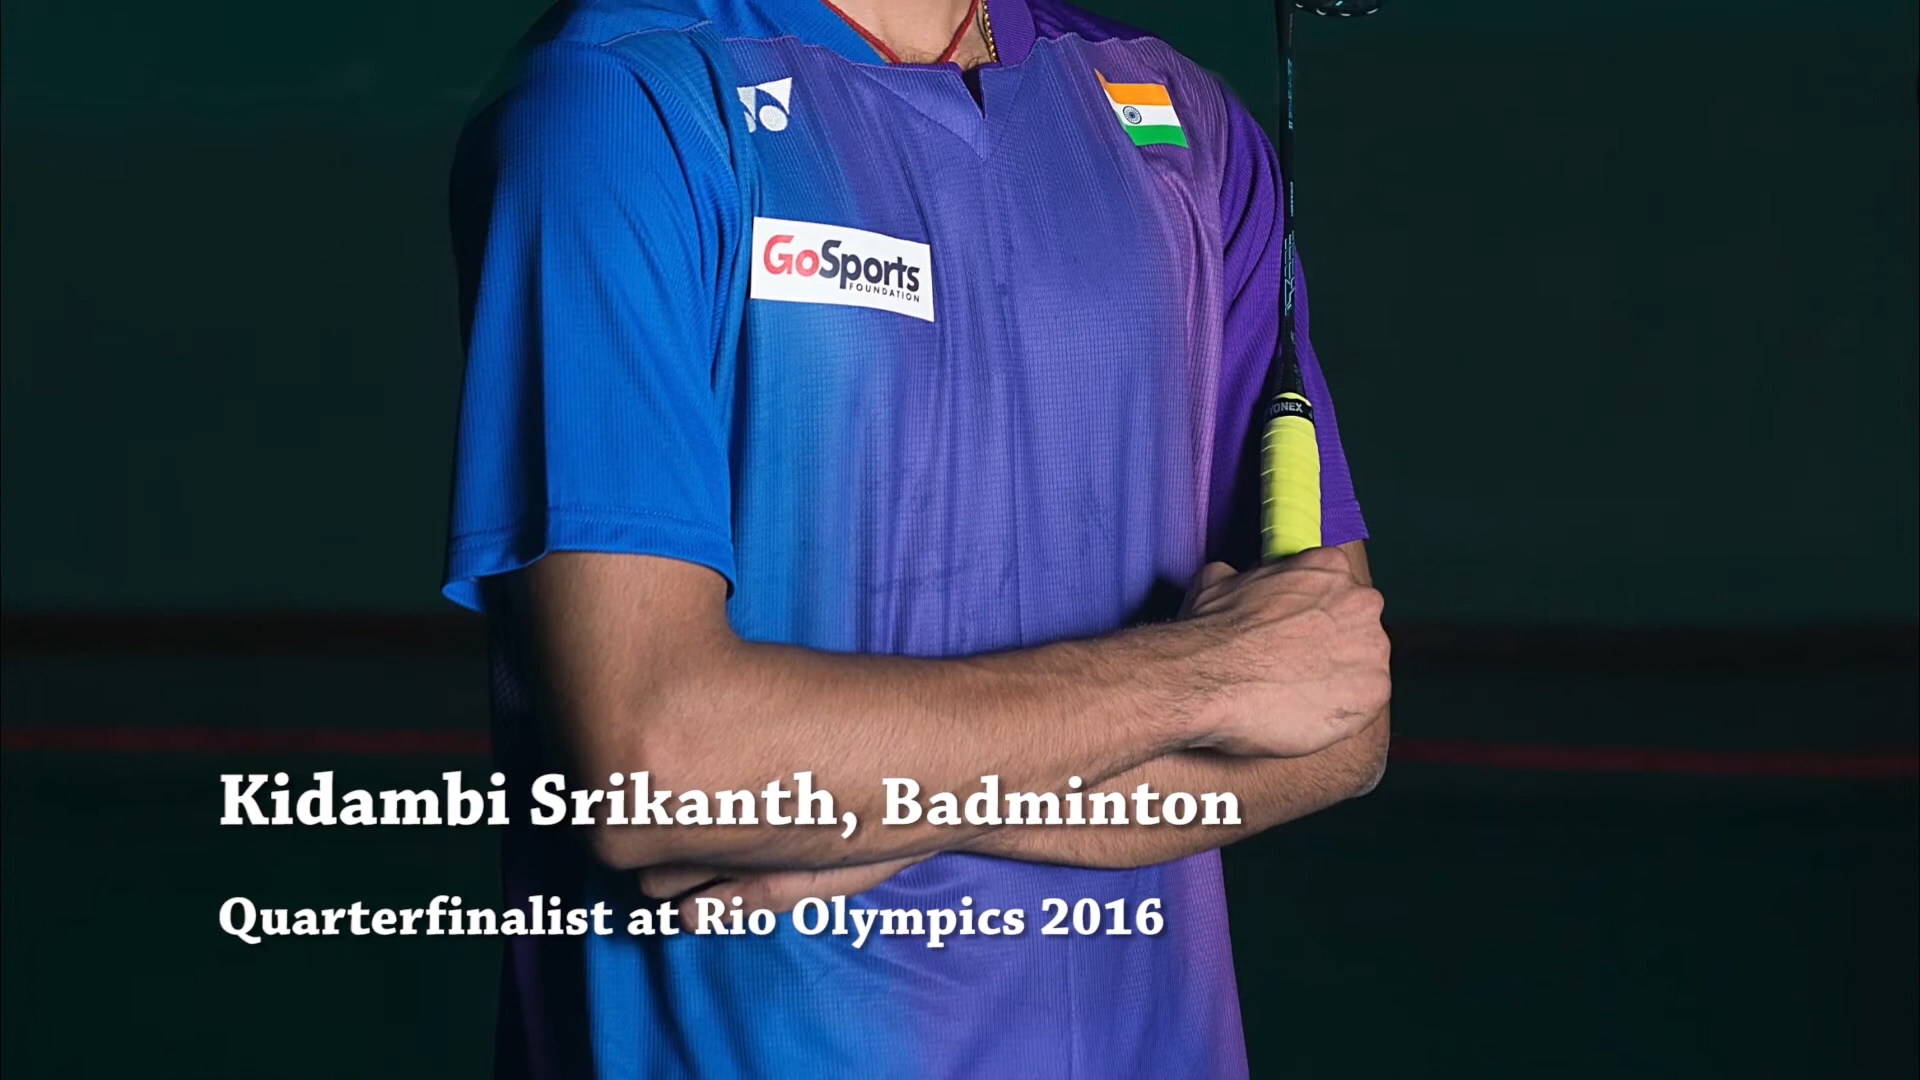 GoSports
FOUNDATION
YONEX
Kidambi Srikanth, Badminton
Quarterfinalist at Rio Olympics 2016